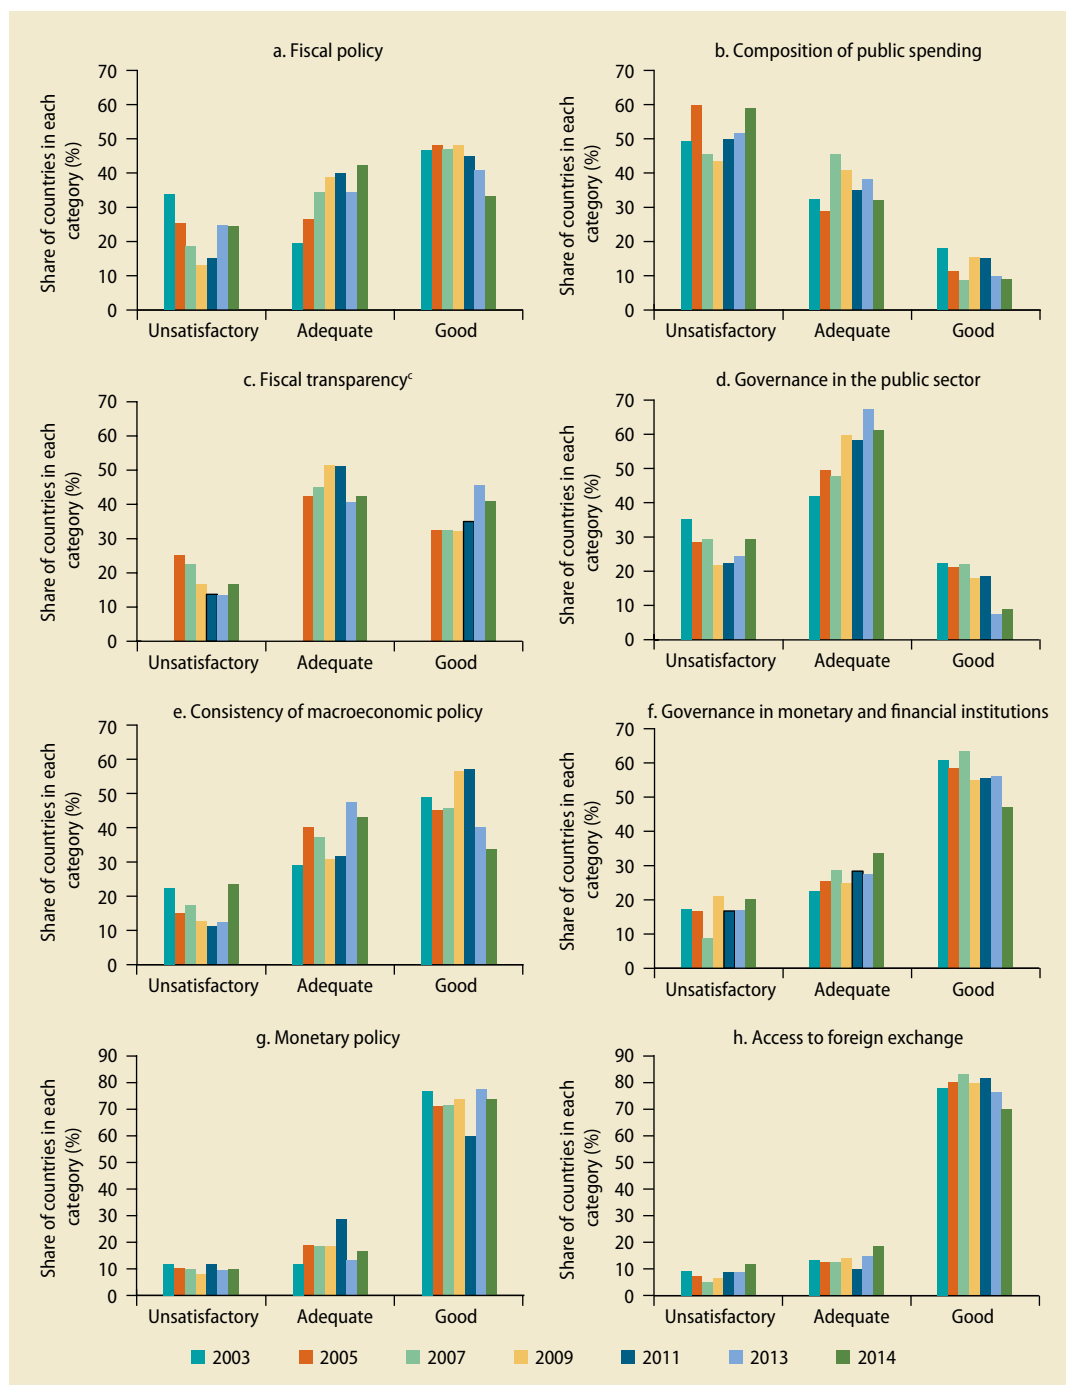 a. Fiscal policy
Share of countries in each
category (%)
70
60
50
40
30
20
10
0
Unsatisfactory Adequate Good
b. Composition of public spending
Share of countries in each
category (%)
70
60
50
40
30
20
10
0
Unsatisfactory Adequate Good
c. Fiscal transparencyᶜ
Share of countries in each
category (%)
70
60
50
40
30
20
10
0
Unsatisfactory Adequate Good
d. Governance in the public sector
Share of countries in each
category (%)
70
60
50
40
30
20
10
0
Unsatisfactory Adequate Good
e. Consistency of macroeconomic policy
Share of countries in each
category (%)
70
60
50
40
30
20
10
0
Unsatisfactory Adequate Good
f. Governance in monetary and financial institutions
Share of countries in each
category (%)
70
60
50
40
30
20
10
0
Unsatisfactory Adequate Good
g. Monetary policy
Share of countries in each
category (%)
90
80
70
60
50
40
30
20
10
0
Unsatisfactory Adequate Good
h. Access to foreign exchange
Share of countries in each
category (%)
90
80
70
60
50
40
30
20
10
0
Unsatisfactory Adequate Good
2003 2005 2007 2009 2011 2013 2014